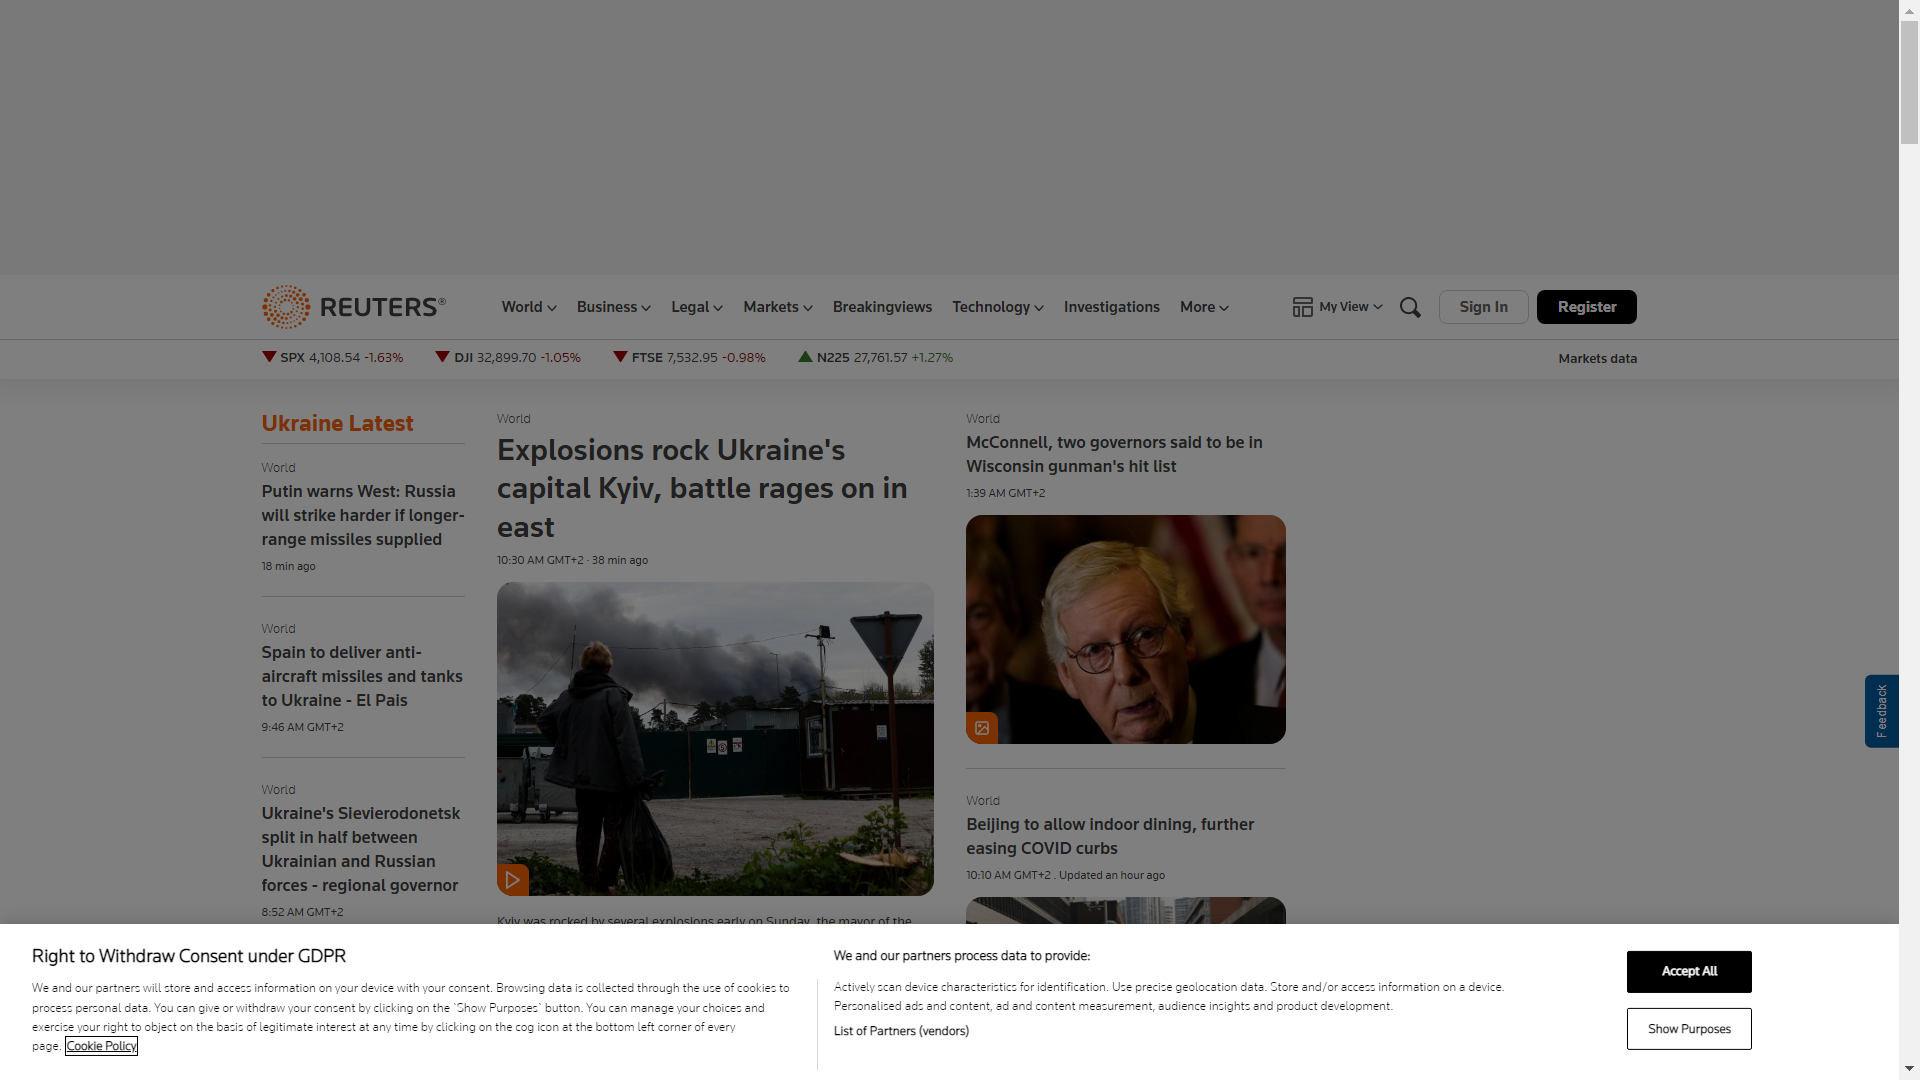 REUTERS®
World
Business
Legal
Markets
Breakingviews
Technology
Investigations
More
My View
Sign In
Register
SPX 4,108.54 -1.63%
DJI 32,899.70 -1.05%
FTSE 7,532.95 -0.98%
N225 27,761.57 +1.27%
Markets data
Ukraine Latest
World
Putin warns West: Russia
will strike harder if longer-
range missiles supplied
18 min ago
World
Spain to deliver anti-
aircraft missiles and tanks
to Ukraine - El Pais
9:46 AM GMT+2
World
Ukraine's Sievierodonetsk
split in half between
Ukrainian and Russian
forces - regional governor
8:52 AM GMT+2
World
Explosions rock Ukraine's
capital Kyiv, battle rages on in
east
10:30 AM GMT+2 · 38 min ago
Kyiv was rocked by several explosions early on Sunday, the mayor of the
World
McConnell, two governors said to be in
Wisconsin gunman's hit list
1:39 AM GMT+2
World
Beijing to allow indoor dining, further
easing COVID curbs
10:10 AM GMT+2 . Updated an hour ago
Feedback
Right to Withdraw Consent under GDPR
We and our partners will store and access information on your device with your consent. Browsing data is collected through the use of cookies to
process personal data. You can give or withdraw your consent by clicking on the `Show Purposes` button. You can manage your choices and
exercise your right to object on the basis of legitimate interest at any time by clicking on the cog icon at the bottom left corner of every
page. Cookie Policy
We and our partners process data to provide:
Actively scan device characteristics for identification. Use precise geolocation data. Store and/or access information on a device.
Personalised ads and content, ad and content measurement, audience insights and product development.
List of Partners (vendors)
Accept All
Show Purposes